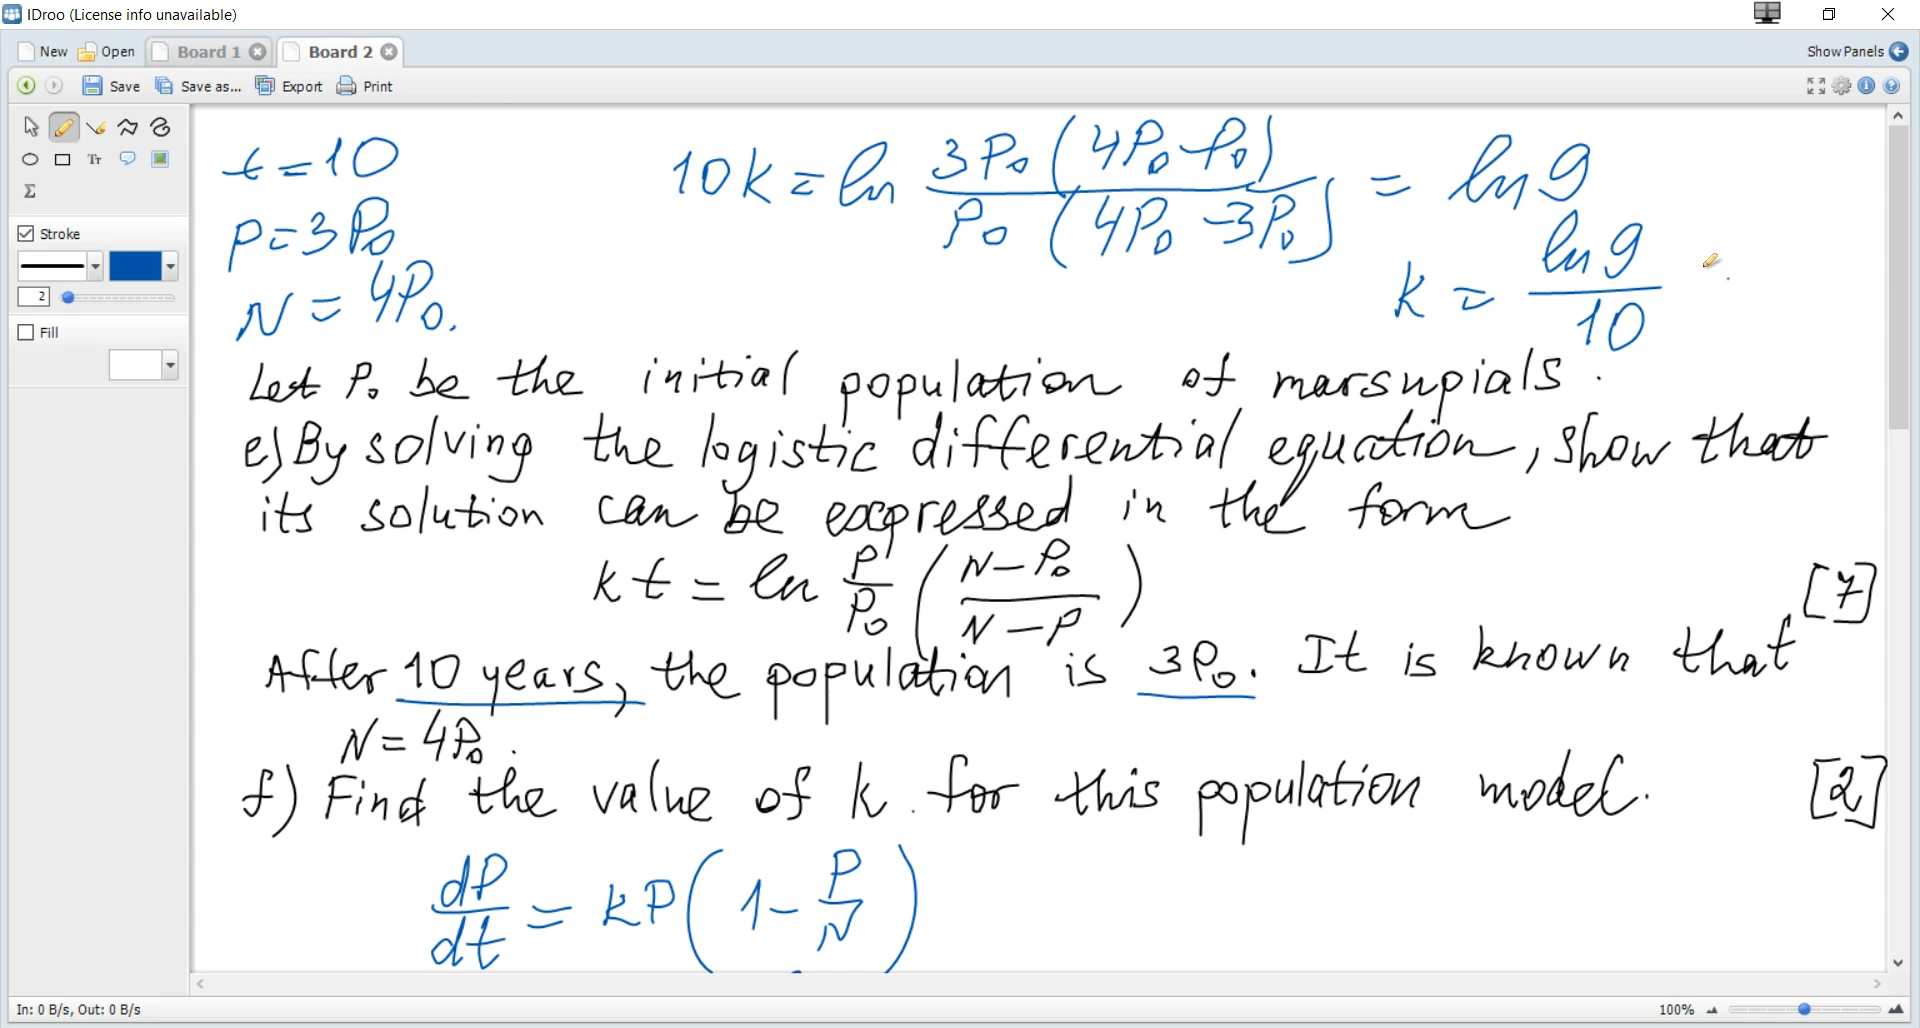 IDroo (License info unavailable)
New Open Board 1 Board 2 Show Panels
Save Save as... Export Print
Tt
Σ
Stroke
2
Fill
t = 10
P = 3P₀
N = 4P₀.
10k = ln (3P₀(4P₀ - P₀)) / (P₀(4P₀ - 3P₀)) = ln 9
k = ln 9 / 10
Let P₀ be the initial population of marsupials.
e) By solving the logistic differential equation, show that
its solution can be expressed in the form
kt = ln P/P₀ ((N - P₀)/(N - P)) [7]
After 10 years, the population is 3P₀. It is known that
N = 4P₀.
f) Find the value of k for this population model. [2]
dP/dt = kP(1 - P/N)
In: 0 B/s, Out: 0 B/s 100%